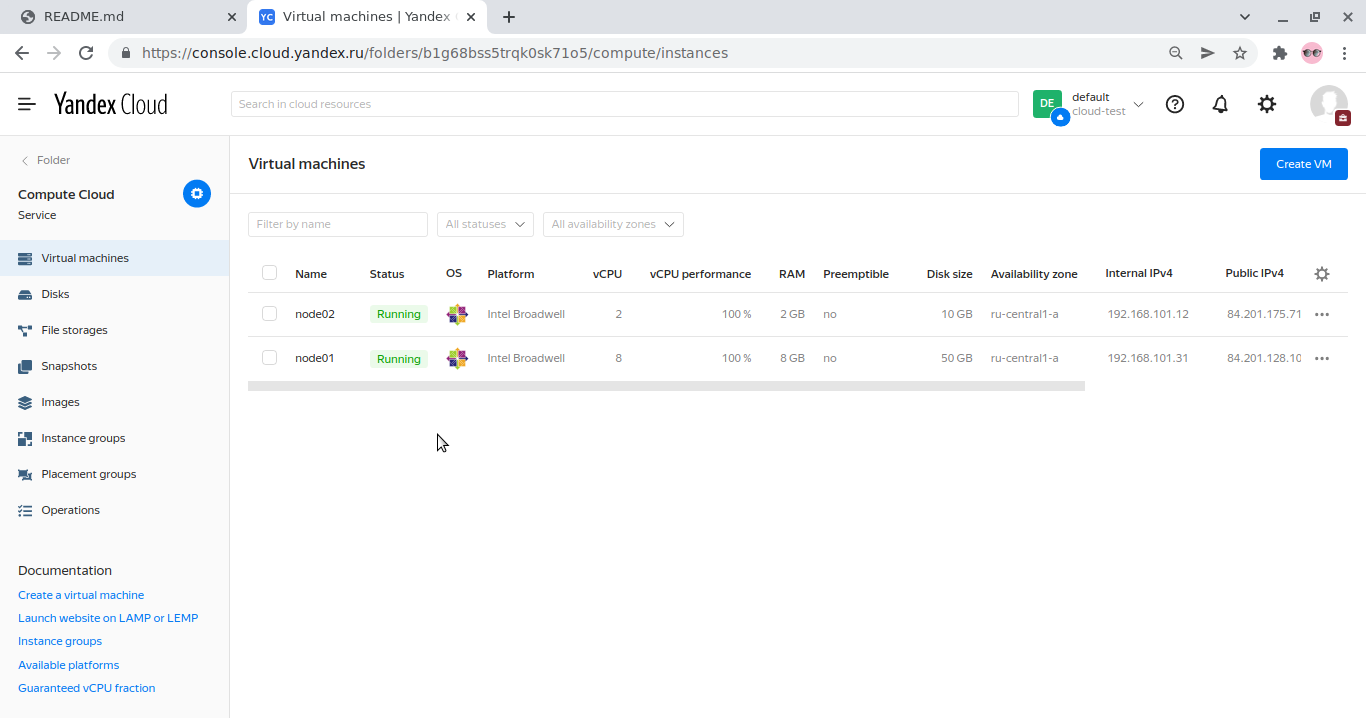 README.md
Virtual machines | Yandex
https://console.cloud.yandex.ru/folders/b1g68bss5trqk0sk71o5/compute/instances
Yandex Cloud
Search in cloud resources
DE
default
cloud-test
Folder
Compute Cloud
Service
Virtual machines
Disks
File storages
Snapshots
Images
Instance groups
Placement groups
Operations
Documentation
Create a virtual machine
Launch website on LAMP or LEMP
Instance groups
Available platforms
Guaranteed vCPU fraction
Virtual machines
Create VM
Filter by name All statuses All availability zones
Name Status OS Platform vCPU vCPU performance RAM Preemptible Disk size Availability zone Internal IPv4 Public IPv4
node02 Running Intel Broadwell 2 100 % 2 GB no 10 GB ru-central1-a 192.168.101.12 84.201.175.71
node01 Running Intel Broadwell 8 100 % 8 GB no 50 GB ru-central1-a 192.168.101.31 84.201.128.10